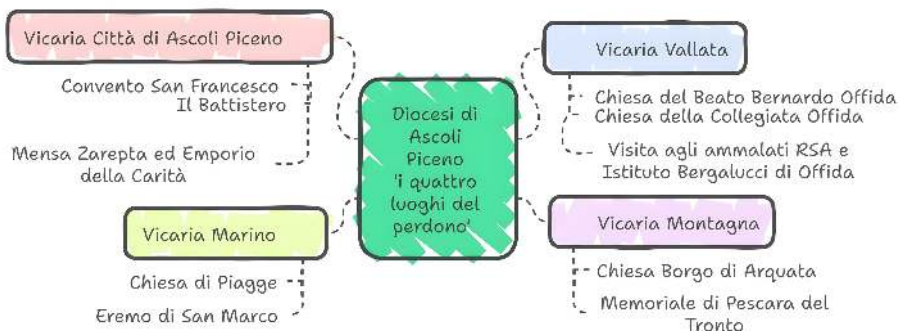 Vicaria Città di Ascoli Piceno
Convento San Francesco
Il Battistero
Mensa Zarepta ed Emporio
della Carità
Vicaria Marino
Chiesa di Piagge
Eremo di San Marco
Diocesi di
Ascoli
Piceno
'i quattro
luoghi del
perdono'
Vicaria Vallata
Chiesa del Beato Bernardo Offida
Chiesa della Collegiata Offida
Visita agli ammalati RSA e
Istituto Bergalucci di Offida
Vicaria Montagna
Chiesa Borgo di Arquata
Memoriale di Pescara del
Tronto